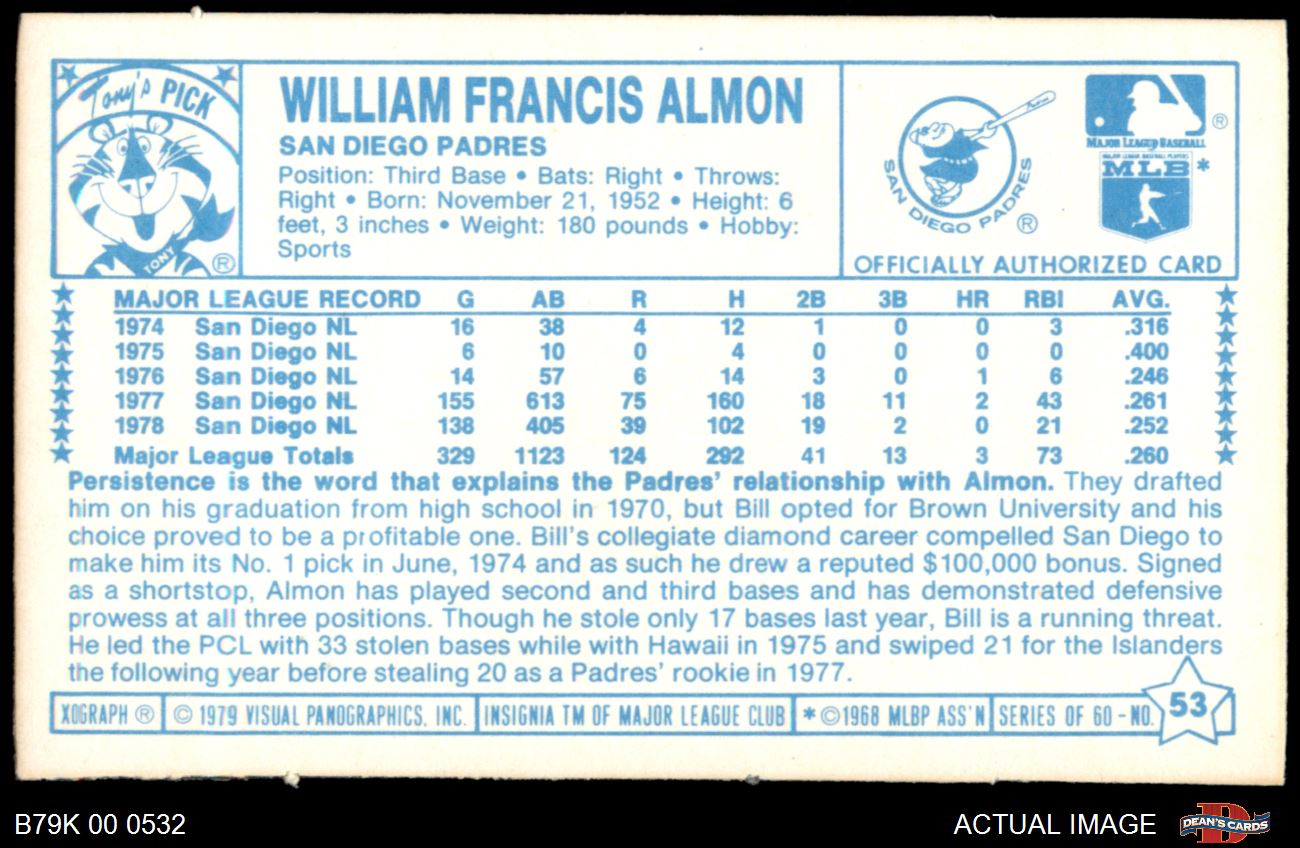 Tony's PICK
TONY ®
WILLIAM FRANCIS ALMON
SAN DIEGO PADRES
Position: Third Base • Bats: Right • Throws:
Right • Born: November 21, 1952 • Height: 6
feet, 3 inches • Weight: 180 pounds • Hobby:
Sports
SAN DIEGO PADRES ®
MAJOR LEAGUE BASEBALL ®
MAJOR LEAGUE BASEBALL PLAYERS
MLB *
OFFICIALLY AUTHORIZED CARD
MAJOR LEAGUE RECORD G AB R H 2B 3B HR RBI AVG.
1974 San Diego NL 16 38 4 12 1 0 0 3 .316
1975 San Diego NL 6 10 0 4 0 0 0 0 .400
1976 San Diego NL 14 57 6 14 3 0 1 6 .246
1977 San Diego NL 155 613 75 160 18 11 2 43 .261
1978 San Diego NL 138 405 39 102 19 2 0 21 .252
Major League Totals 329 1123 124 292 41 13 3 73 .260
Persistence is the word that explains the Padres' relationship with Almon. They drafted
him on his graduation from high school in 1970, but Bill opted for Brown University and his
choice proved to be a profitable one. Bill's collegiate diamond career compelled San Diego to
make him its No. 1 pick in June, 1974 and as such he drew a reputed $100,000 bonus. Signed
as a shortstop, Almon has played second and third bases and has demonstrated defensive
prowess at all three positions. Though he stole only 17 bases last year, Bill is a running threat.
He led the PCL with 33 stolen bases while with Hawaii in 1975 and swiped 21 for the Islanders
the following year before stealing 20 as a Padres' rookie in 1977.
XOGRAPH ® © 1979 VISUAL PANOGRAPHICS, INC. INSIGNIA TM OF MAJOR LEAGUE CLUB * ©1968 MLBP ASS'N SERIES OF 60 - NO. 53
B79K 00 0532
ACTUAL IMAGE
DEAN'S CARDS